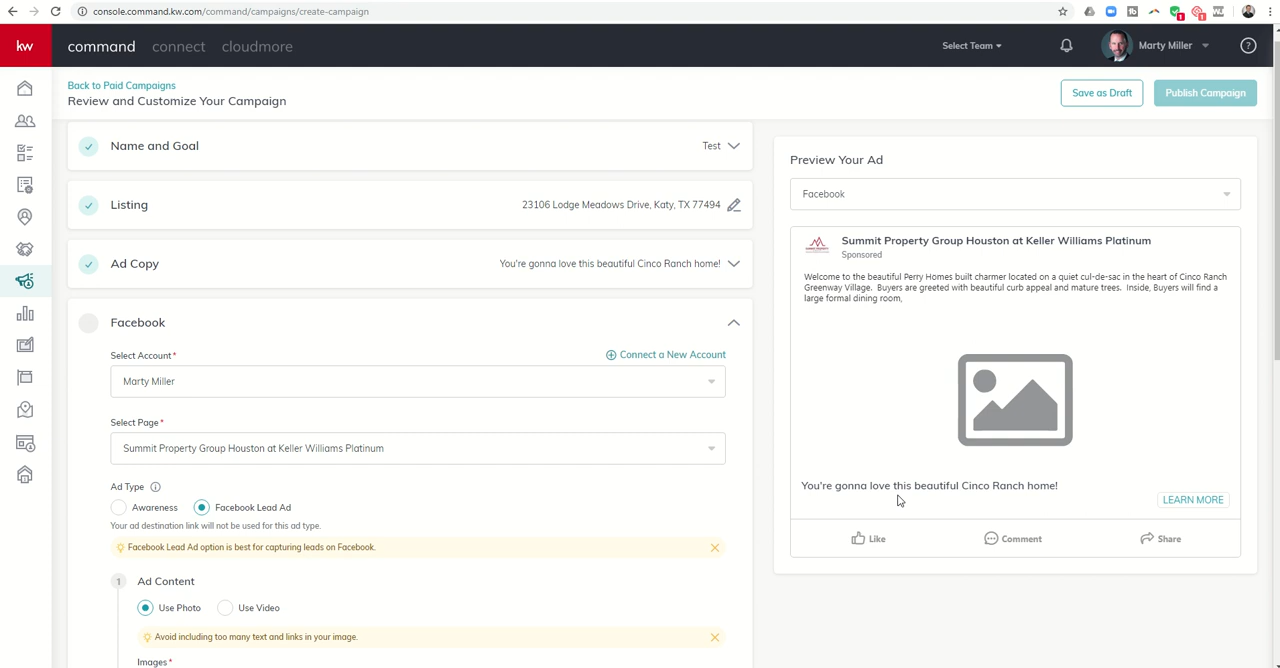 console.command.kw.com/command/campaigns/create-campaign
1
1
kw
command
connect
cloudmore
Select Team
Marty Miller
?
Back to Paid Campaigns
Review and Customize Your Campaign
Save as Draft
Publish Campaign
Name and Goal
Test
Listing
23106 Lodge Meadows Drive, Katy, TX 77494
Ad Copy
You're gonna love this beautiful Cinco Ranch home!
Facebook
Select Account*
Connect a New Account
Marty Miller
Select Page*
Summit Property Group Houston at Keller Williams Platinum
Ad Type
Awareness
Facebook Lead Ad
Your ad destination link will not be used for this ad type.
Facebook Lead Ad option is best for capturing leads on Facebook.
1
Ad Content
Use Photo
Use Video
Avoid including too many text and links in your image.
Images*
Preview Your Ad
Facebook
Summit Property Group Houston at Keller Williams Platinum
Sponsored
Welcome to the beautiful Perry Homes built charmer located on a quiet cul-de-sac in the heart of Cinco Ranch
Greenway Village. Buyers are greeted with beautiful curb appeal and mature trees. Inside, Buyers will find a
large formal dining room,
You're gonna love this beautiful Cinco Ranch home!
LEARN MORE
Like
Comment
Share